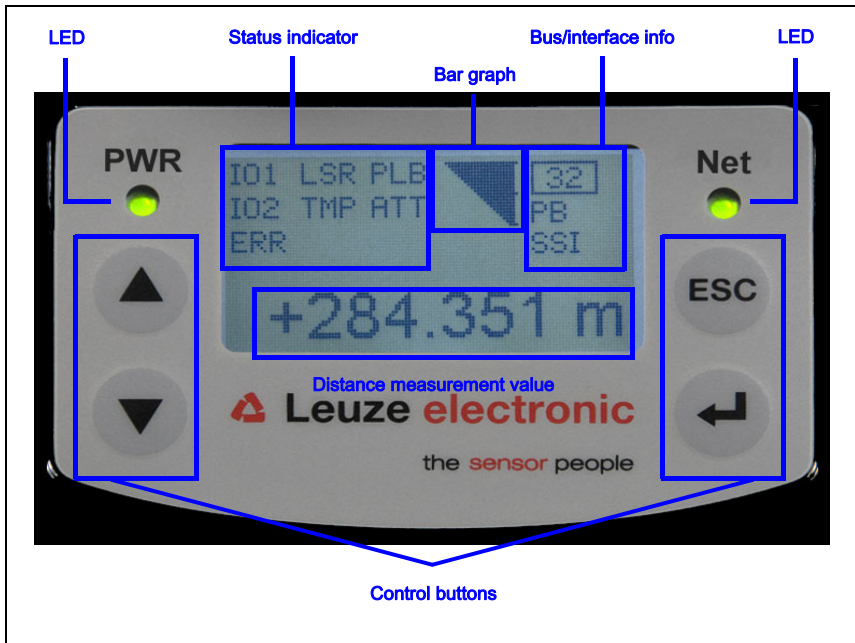 LED Status indicator Bus/interface info LED
Bar graph
PWR Net
IO1 LSR PLB 32
IO2 TMP ATT PB
ERR SSI
ESC
+284.351 m
Distance measurement value
Leuze electronic
the sensor people
Control buttons